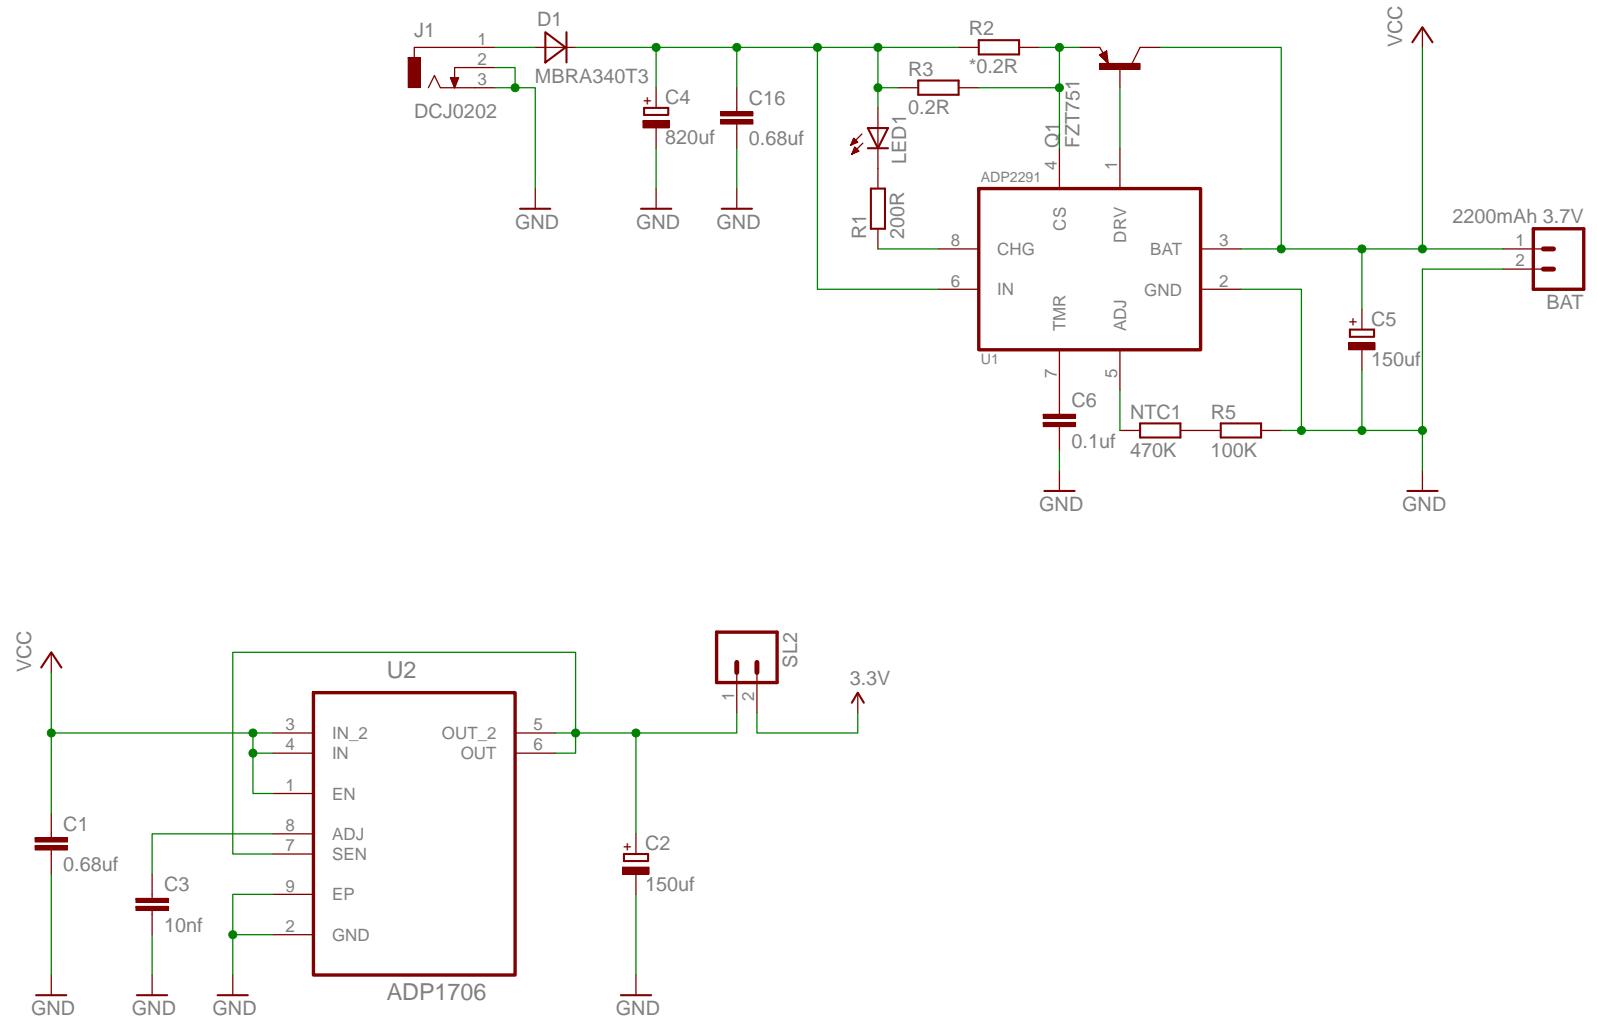 J1
1
2
3
DCJ0202
D1
MBRA340T3
GND
C4
820uf
GND
C16
0.68uf
GND
R2
*0.2R
R3
0.2R
LED1
R1
200R
Q1
FZT751
4
1
ADP2291
CS
DRV
8
CHG
BAT
3
6
IN
GND
2
TMR
ADJ
U1
7
5
C6
0.1uf
GND
NTC1
470K
R5
100K
VCC
C5
150uf
GND
2200mAh 3.7V
1
2
BAT
VCC
C1
0.68uf
GND
C3
10nf
GND
GND
U2
3
IN_2
4
IN
1
EN
8
ADJ
7
SEN
9
EP
2
GND
OUT_2
5
OUT
6
ADP1706
C2
150uf
GND
SL2
1
2
3.3V